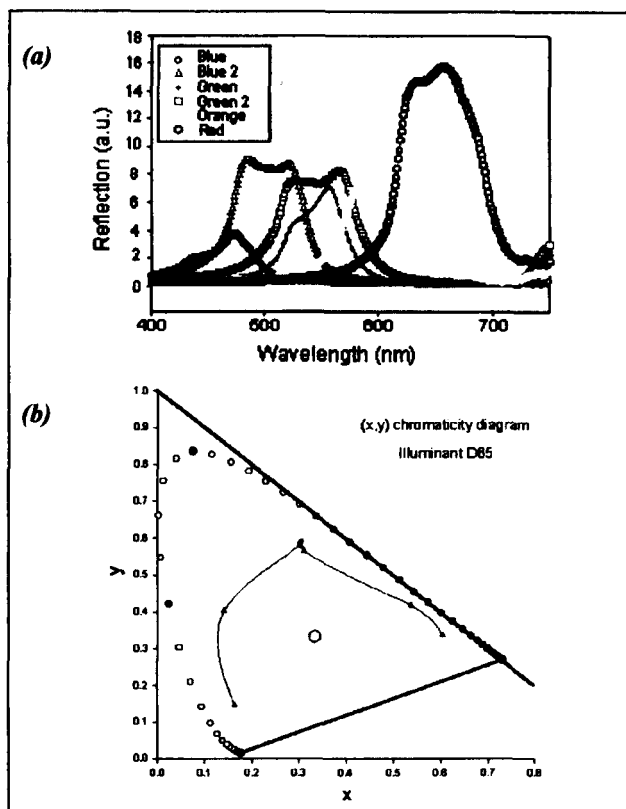 (a)
18
16
14
12
10
8
6
4
2
0
Reflection (a.u.)
Blue
Blue 2
Green
Green 2
Orange
Red
400 500 600 700
Wavelength (nm)
(b)
1.0
0.9
0.8
0.7
0.6
0.5
0.4
0.3
0.2
0.1
0.0
y
(x,y) chromaticity diagram
Illuminant D65
0.0 0.1 0.2 0.3 0.4 0.5 0.6 0.7 0.8
x